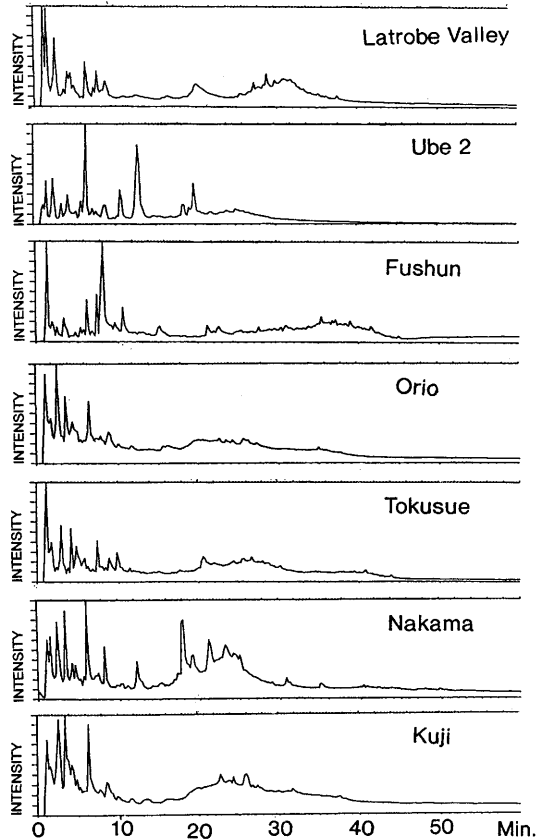 INTENSITY
Latrobe Valley
INTENSITY
Ube 2
INTENSITY
Fushun
INTENSITY
Orio
INTENSITY
Tokusue
INTENSITY
Nakama
INTENSITY
Kuji
0 10 20 30 40 50 Min.